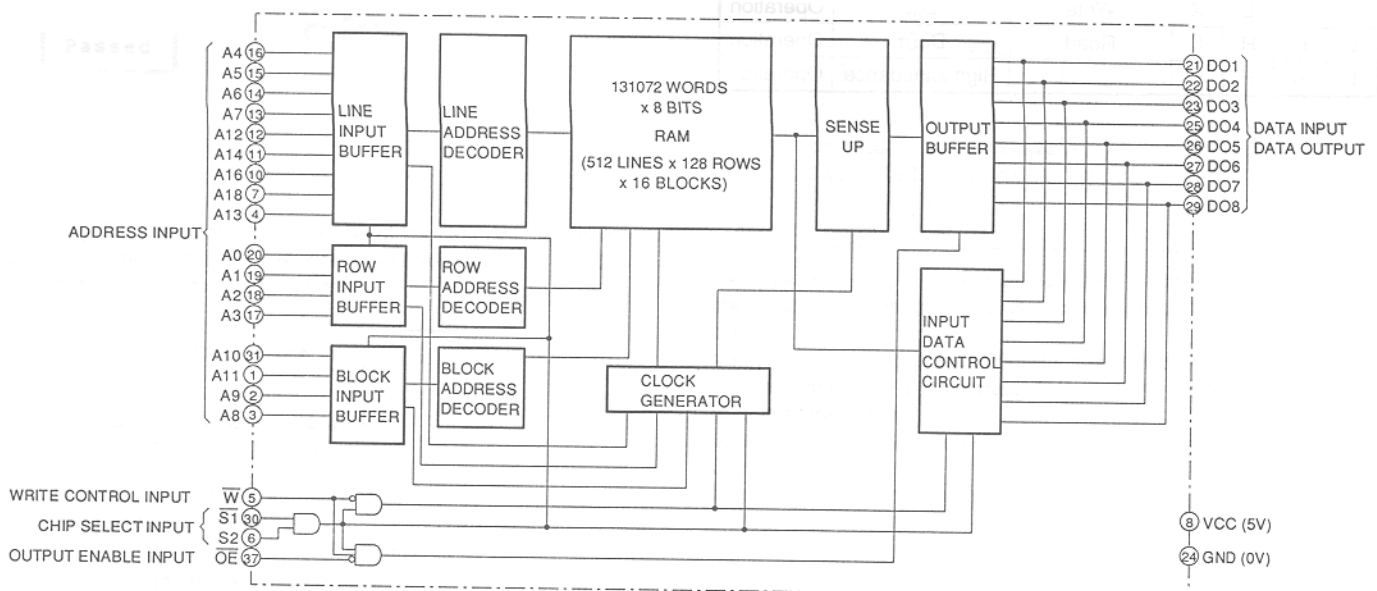 Operation
Read
Passed
A4 16
A5 15
A6 14
A7 13
A12 12
A14 11
A16 10
A18 7
A13 4
ADDRESS INPUT
A0 20
A1 19
A2 18
A3 17
A10 31
A11 1
A9 2
A8 3
LINE
INPUT
BUFFER
LINE
ADDRESS
DECODER
131072 WORDS
x 8 BITS
RAM
(512 LINES x 128 ROWS
x 16 BLOCKS)
SENSE
UP
OUTPUT
BUFFER
21 DO1
22 DO2
23 DO3
25 DO4
26 DO5
27 DO6
28 DO7
29 DO8
DATA INPUT
DATA OUTPUT
ROW
INPUT
BUFFER
ROW
ADDRESS
DECODER
BLOCK
INPUT
BUFFER
BLOCK
ADDRESS
DECODER
CLOCK
GENERATOR
INPUT
DATA
CONTROL
CIRCUIT
WRITE CONTROL INPUT W 5
CHIP SELECT INPUT
S1 30
S2 6
OUTPUT ENABLE INPUT OE 37
8 VCC (5V)
24 GND (0V)